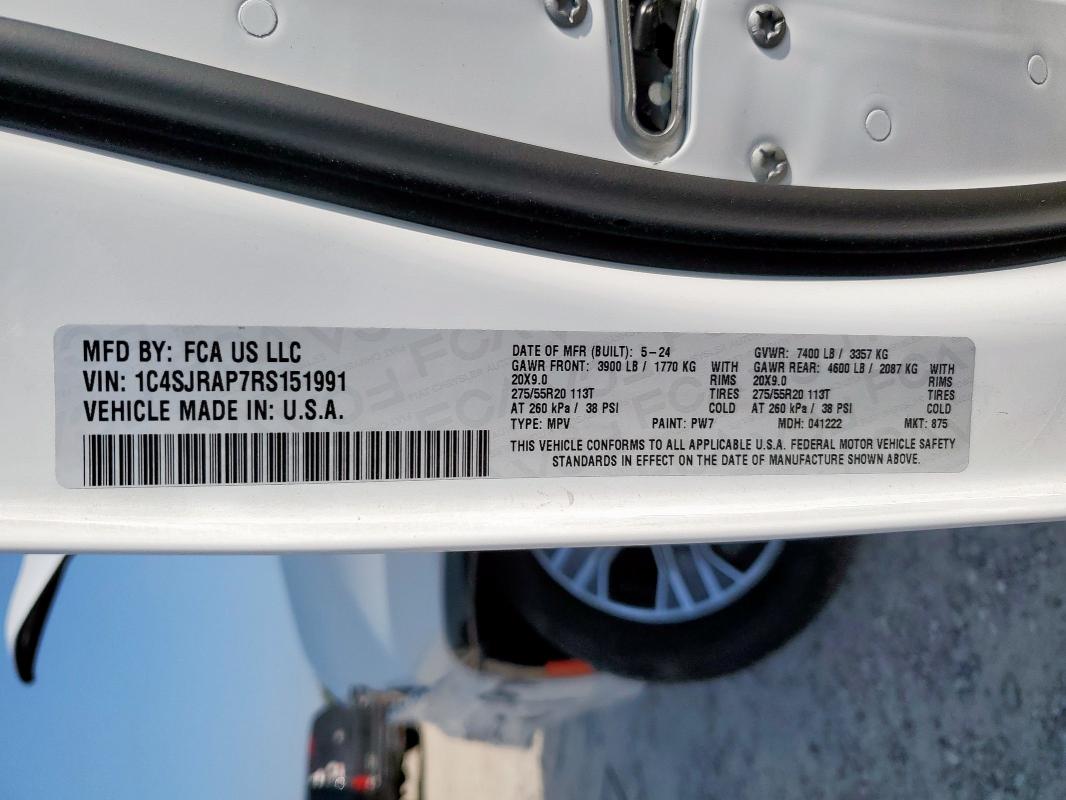 MFD BY: FCA US LLC
VIN: 1C4SJRAP7RS151991
VEHICLE MADE IN: U.S.A.
DATE OF MFR (BUILT): 5-24 GVWR: 7400 LB / 3357 KG
GAWR FRONT: 3900 LB / 1770 KG WITH GAWR REAR: 4600 LB / 2087 KG WITH
20X9.0 RIMS 20X9.0 RIMS
275/55R20 113T TIRES 275/55R20 113T TIRES
AT 260 kPa / 38 PSI COLD AT 260 kPa / 38 PSI COLD
TYPE: MPV PAINT: PW7 MDH: 041222 MKT: 875
THIS VEHICLE CONFORMS TO ALL APPLICABLE U.S.A. FEDERAL MOTOR VEHICLE SAFETY
STANDARDS IN EFFECT ON THE DATE OF MANUFACTURE SHOWN ABOVE.